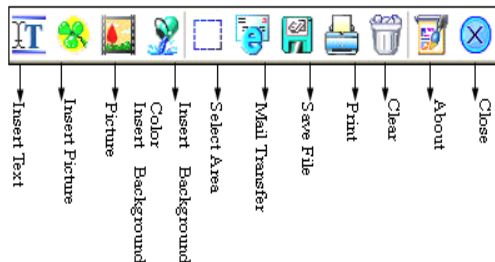 Close
About
Clear
Print
Save File
Mail Transfer
Select Area
Insert Background
Color
Insert Background
Picture
Insert Picture
Insert Text